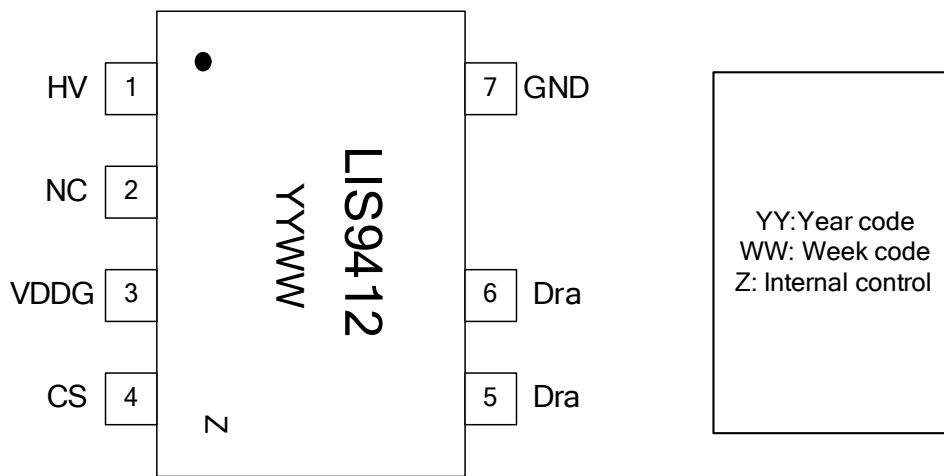 HV 1
NC 2
VDDG 3
CS 4
LIS9412
YYWW
Z
7 GND
6 Dra
5 Dra
YY:Year code
WW: Week code
Z: Internal control